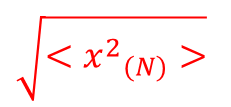 √< x²₍N₎ >